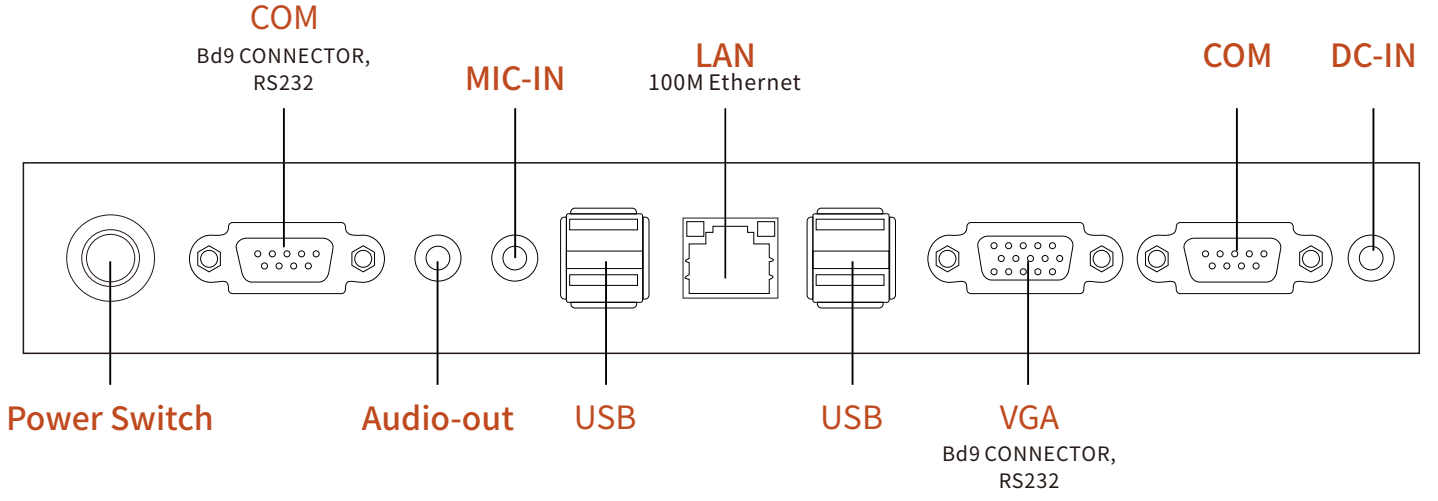 COM
Bd9 CONNECTOR,
RS232
MIC-IN
LAN
100M Ethernet
COM
DC-IN
Power Switch
Audio-out
USB
USB
VGA
Bd9 CONNECTOR,
RS232